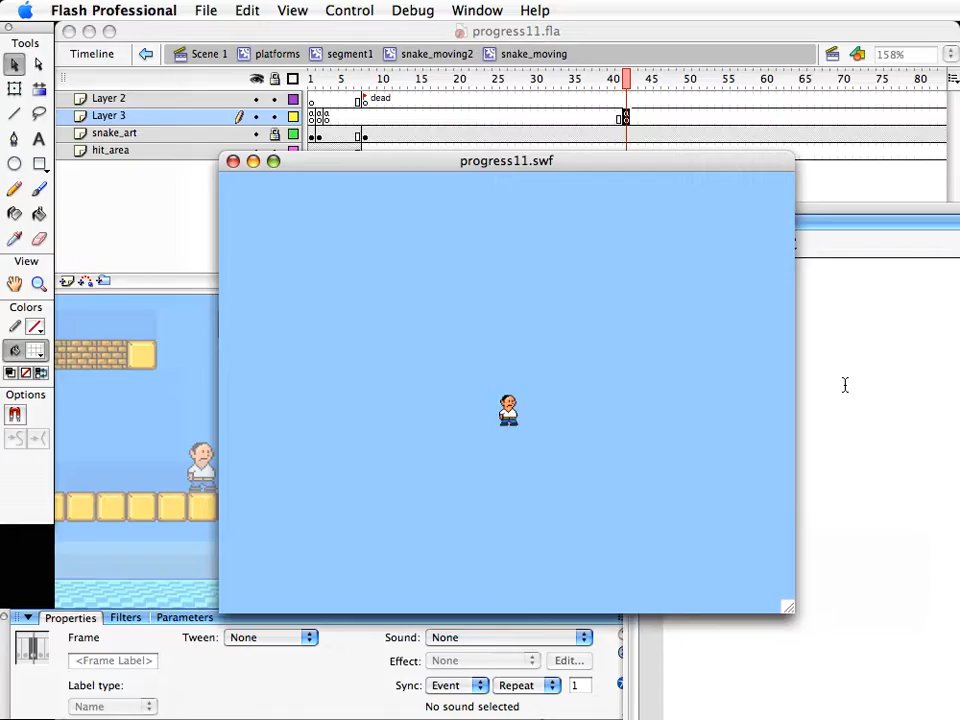 Flash Professional File Edit View Control Debug Window Help
Tools
progress11.fla
Timeline Scene 1 platforms segment1 snake_moving2 snake_moving 158%
1 5 10 15 20 25 30 35 40 45 50 55 60 65 70 75 80
Layer 2 dead
Layer 3
snake_art
hit_area
progress11.swf
View
Colors
Options
Properties Filters Parameters
Frame Tween: None Sound: None
<Frame Label> Effect: None Edit...
Label type: Sync: Event Repeat 1
Name No sound selected